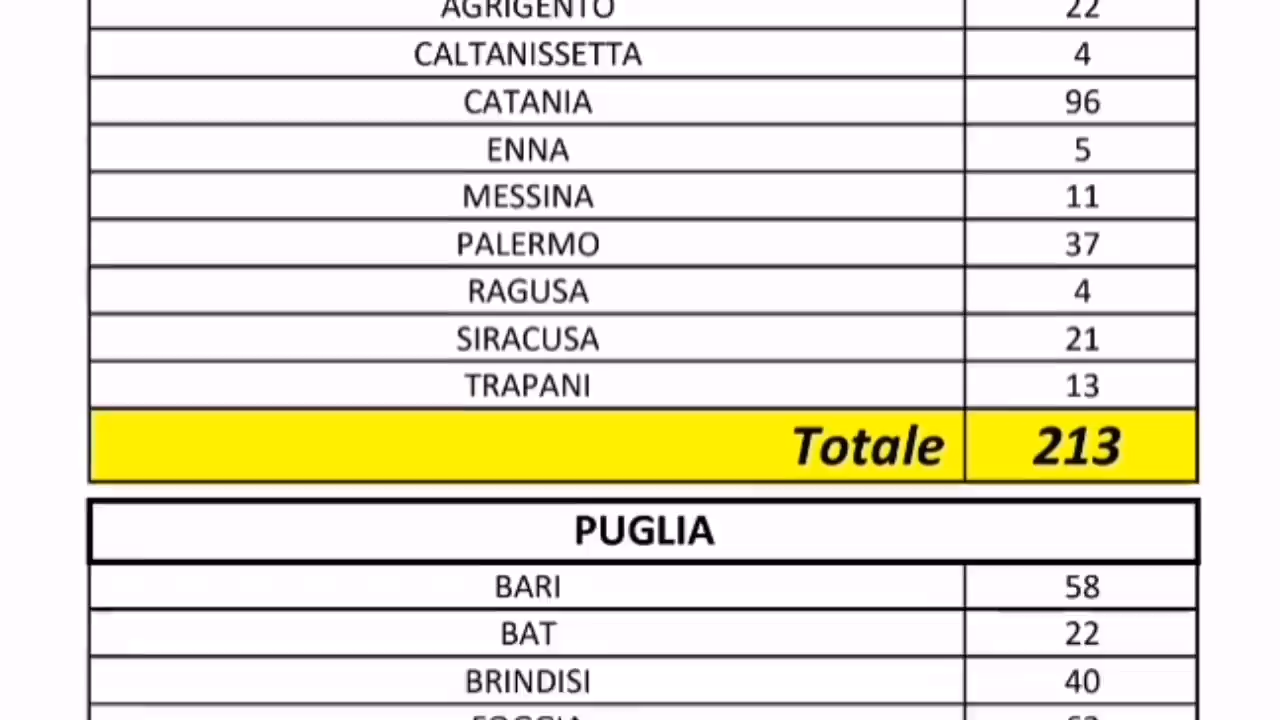 AGRIGENTO 22
CALTANISSETTA 4
CATANIA 96
ENNA 5
MESSINA 11
PALERMO 37
RAGUSA 4
SIRACUSA 21
TRAPANI 13
Totale 213
PUGLIA
BARI 58
BAT 22
BRINDISI 40